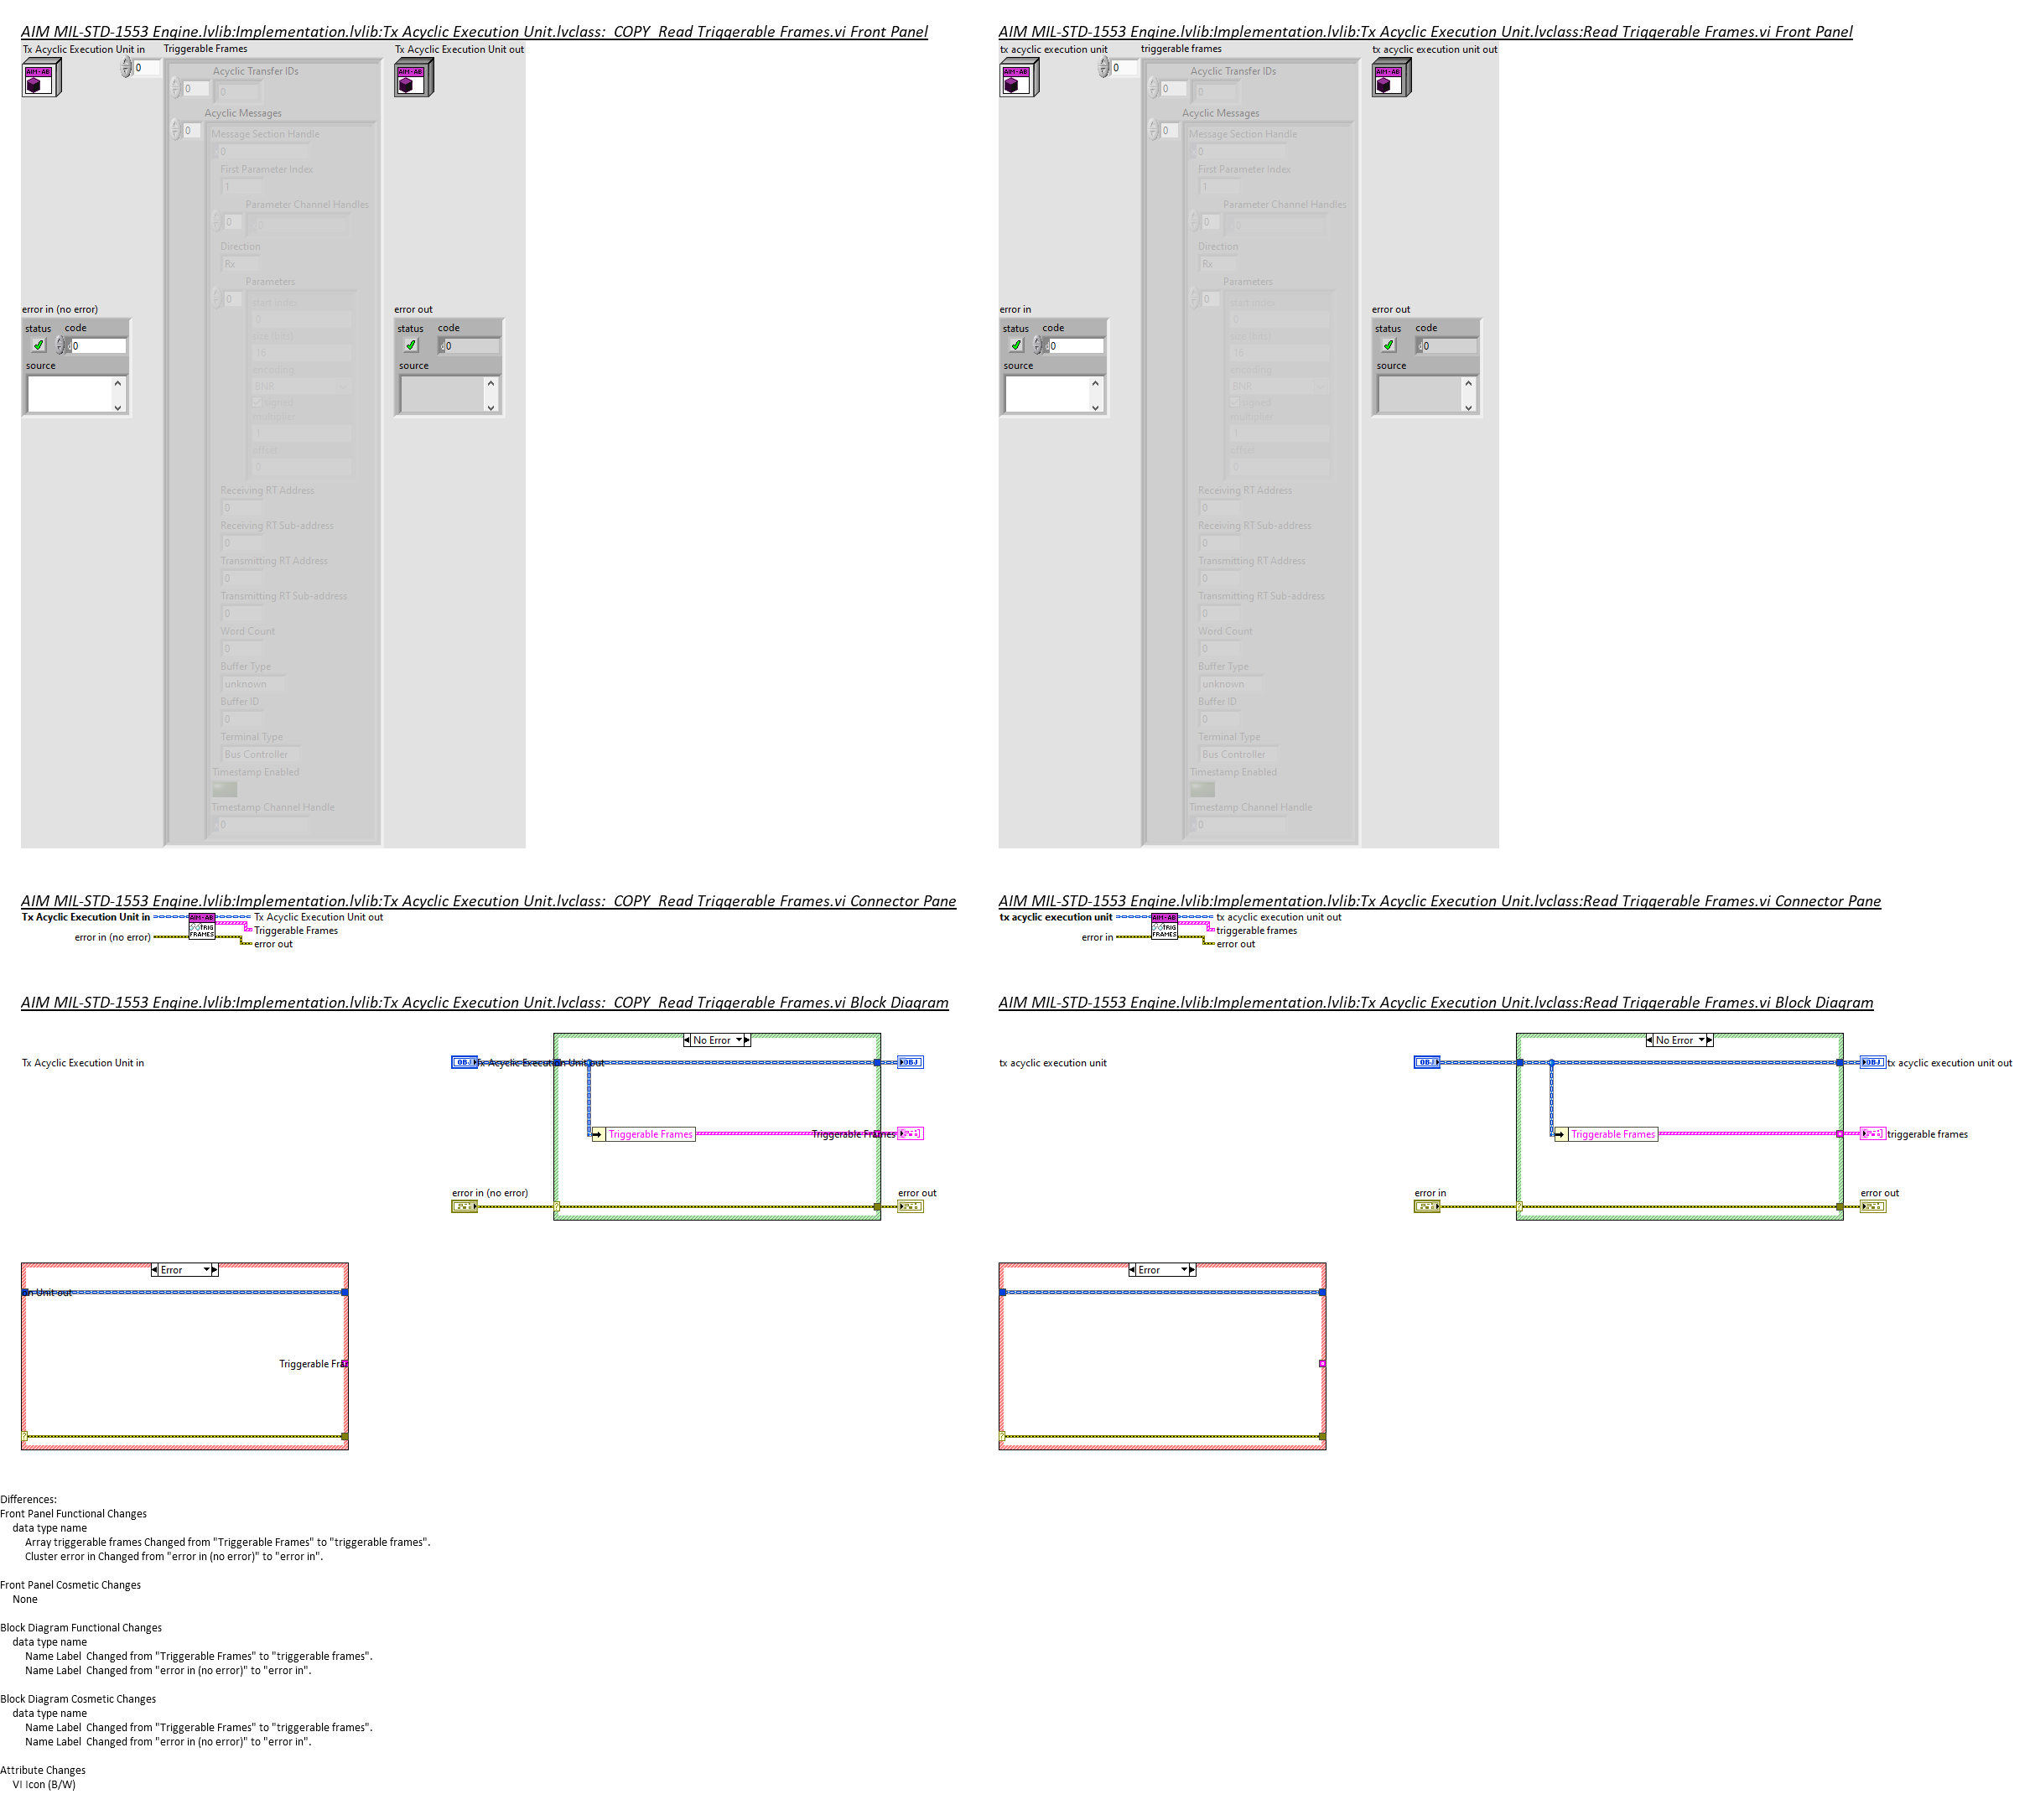 AIM MIL-STD-1553 Engine.lvlib:Implementation.lvlib:Tx Acyclic Execution Unit.lvclass:_COPY_Read Triggerable Frames.vi Front Panel
Tx Acyclic Execution Unit in
Triggerable Frames
Tx Acyclic Execution Unit out
AIM-AB
0
AIM-AB
Acyclic Transfer IDs
0
0
Acyclic Messages
0
Message Section Handle
0
First Parameter Index
1
Parameter Channel Handles
0
0
Direction
Rx
Parameters
0
start index
0
16
encoding
BNR
signed
multiplier
1
offset
0
error in (no error)
status
code
0
source
error out
status
code
0
source
Receiving RT Address
0
Receiving RT Sub-address
0
Transmitting RT Address
0
Transmitting RT Sub-address
0
Word Count
0
Buffer Type
unknown
Buffer ID
0
Terminal Type
Bus Controller
Timestamp Enabled
Timestamp Channel Handle
0
AIM MIL-STD-1553 Engine.lvlib:Implementation.lvlib:Tx Acyclic Execution Unit.lvclass:Read Triggerable Frames.vi Front Panel
tx acyclic execution unit
triggerable frames
tx acyclic execution unit out
AIM-AB
0
AIM-AB
Acyclic Transfer IDs
0
0
Acyclic Messages
0
Message Section Handle
0
First Parameter Index
1
Parameter Channel Handles
0
0
Direction
Rx
Parameters
0
start index
0
16
encoding
BNR
signed
multiplier
1
offset
0
error in
status
code
0
source
error out
status
code
0
source
Receiving RT Address
0
Receiving RT Sub-address
0
Transmitting RT Address
0
Transmitting RT Sub-address
0
Word Count
0
Buffer Type
unknown
Buffer ID
0
Terminal Type
Bus Controller
Timestamp Enabled
Timestamp Channel Handle
0
AIM MIL-STD-1553 Engine.lvlib:Implementation.lvlib:Tx Acyclic Execution Unit.lvclass:_COPY_Read Triggerable Frames.vi Connector Pane
Tx Acyclic Execution Unit in
error in (no error)
AIM-AB
TRIG
FRAMES
Tx Acyclic Execution Unit out
Triggerable Frames
error out
AIM MIL-STD-1553 Engine.lvlib:Implementation.lvlib:Tx Acyclic Execution Unit.lvclass:Read Triggerable Frames.vi Connector Pane
tx acyclic execution unit
error in
AIM-AB
TRIG
FRAMES
tx acyclic execution unit out
triggerable frames
error out
AIM MIL-STD-1553 Engine.lvlib:Implementation.lvlib:Tx Acyclic Execution Unit.lvclass:_COPY_Read Triggerable Frames.vi Block Diagram
No Error
Tx Acyclic Execution Unit in
OBJ
Tx Acyclic Execution Unit out
OBJ
Triggerable Frames
Triggerable Frames
error in (no error)
error out
Error
n Unit out
Triggerable Fra
AIM MIL-STD-1553 Engine.lvlib:Implementation.lvlib:Tx Acyclic Execution Unit.lvclass:Read Triggerable Frames.vi Block Diagram
No Error
tx acyclic execution unit
OBJ
OBJ
tx acyclic execution unit out
Triggerable Frames
triggerable frames
error in
error out
Error
Differences:
Front Panel Functional Changes
data type name
Array triggerable frames Changed from "Triggerable Frames" to "triggerable frames".
Cluster error in Changed from "error in (no error)" to "error in".
Front Panel Cosmetic Changes
None
Block Diagram Functional Changes
data type name
Name Label  Changed from "Triggerable Frames" to "triggerable frames".
Name Label  Changed from "error in (no error)" to "error in".
Block Diagram Cosmetic Changes
data type name
Name Label  Changed from "Triggerable Frames" to "triggerable frames".
Name Label  Changed from "error in (no error)" to "error in".
Attribute Changes
VI Icon (B/W)